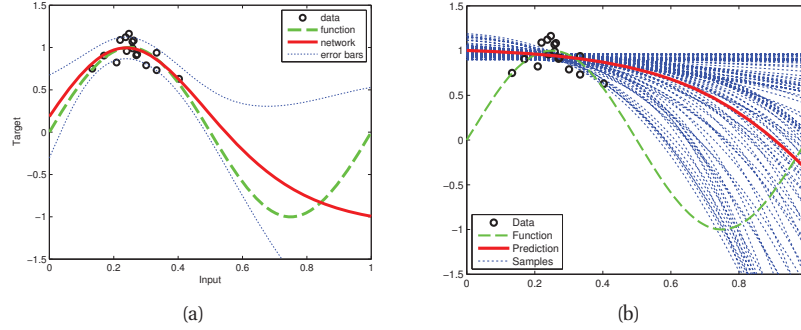 data
function
network
error bars
1.5
1
0.5
0
−0.5
−1
−1.5
Target
0 0.2 0.4 0.6 0.8 1
Input
(a)
1.5
1
0.5
0
−0.5
−1
−1.5
Data
Function
Prediction
Samples
0 0.2 0.4 0.6 0.8
(b)